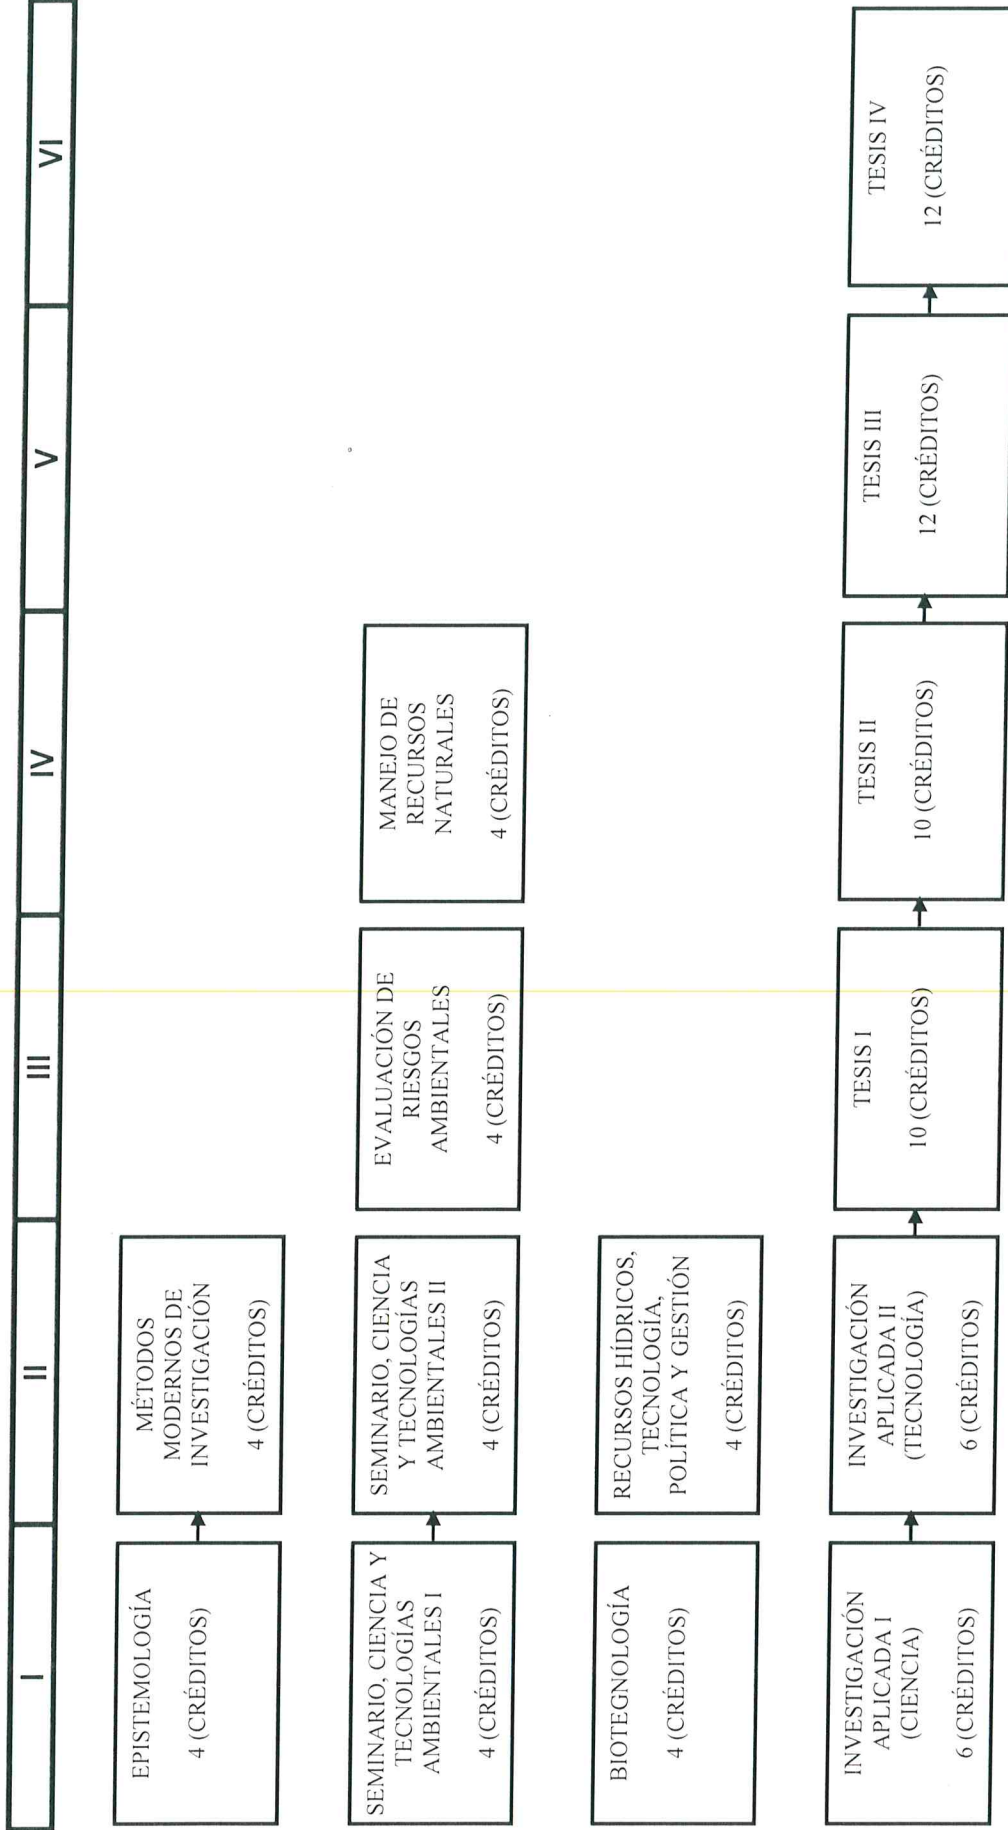 I
II
III
IV
V
VI
EPISTEMOLOGÍA
4 (CRÉDITOS)
MÉTODOS
MODERNOS DE
INVESTIGACIÓN
4 (CRÉDITOS)
SEMINARIO, CIENCIA Y
TECNOLOGÍAS
AMBIENTALES I
4 (CRÉDITOS)
SEMINARIO, CIENCIA
Y TECNOLOGÍAS
AMBIENTALES II
4 (CRÉDITOS)
EVALUACIÓN DE
RIESGOS
AMBIENTALES
4 (CRÉDITOS)
MANEJO DE
RECURSOS
NATURALES
4 (CRÉDITOS)
BIOTEGNOLOGÍA
4 (CRÉDITOS)
RECURSOS HÍDRICOS,
TECNOLOGÍA,
POLÍTICA Y GESTIÓN
4 (CRÉDITOS)
INVESTIGACIÓN
APLICADA I
(CIENCIA)
6 (CRÉDITOS)
INVESTIGACIÓN
APLICADA II
(TECNOLOGÍA)
6 (CRÉDITOS)
TESIS I
10 (CRÉDITOS)
TESIS II
10 (CRÉDITOS)
TESIS III
12 (CRÉDITOS)
TESIS IV
12 (CRÉDITOS)